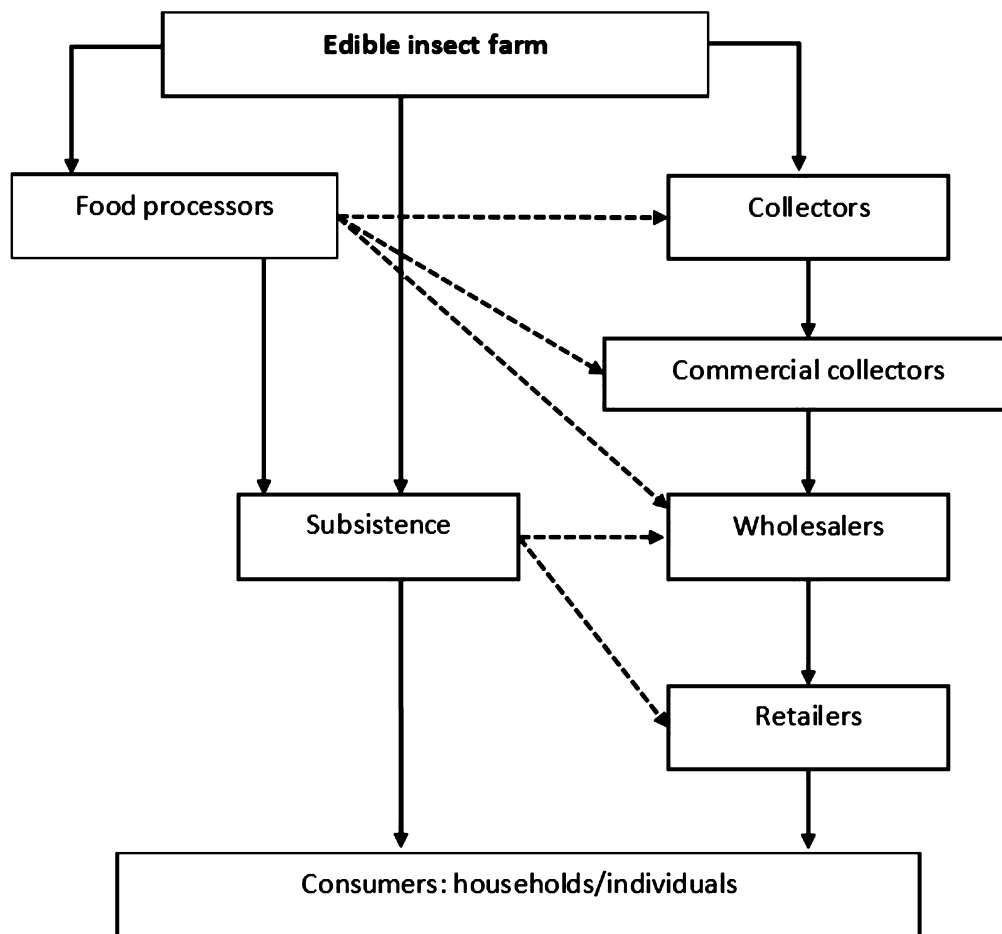 Edible insect farm
Food processors
Collectors
Commercial collectors
Subsistence
Wholesalers
Retailers
Consumers: households/individuals